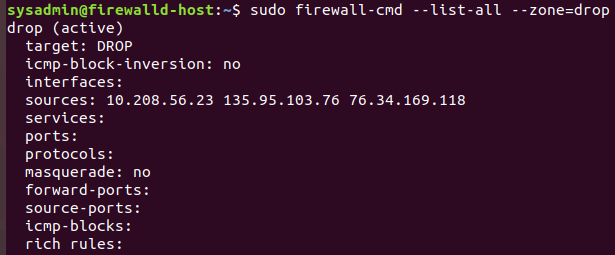 sysadmin@firewalld-host:~$ sudo firewall-cmd --list-all --zone=drop
drop (active)
  target: DROP
  icmp-block-inversion: no
  interfaces:
  sources: 10.208.56.23 135.95.103.76 76.34.169.118
  services:
  ports:
  protocols:
  masquerade: no
  forward-ports:
  source-ports:
  icmp-blocks:
  rich rules: